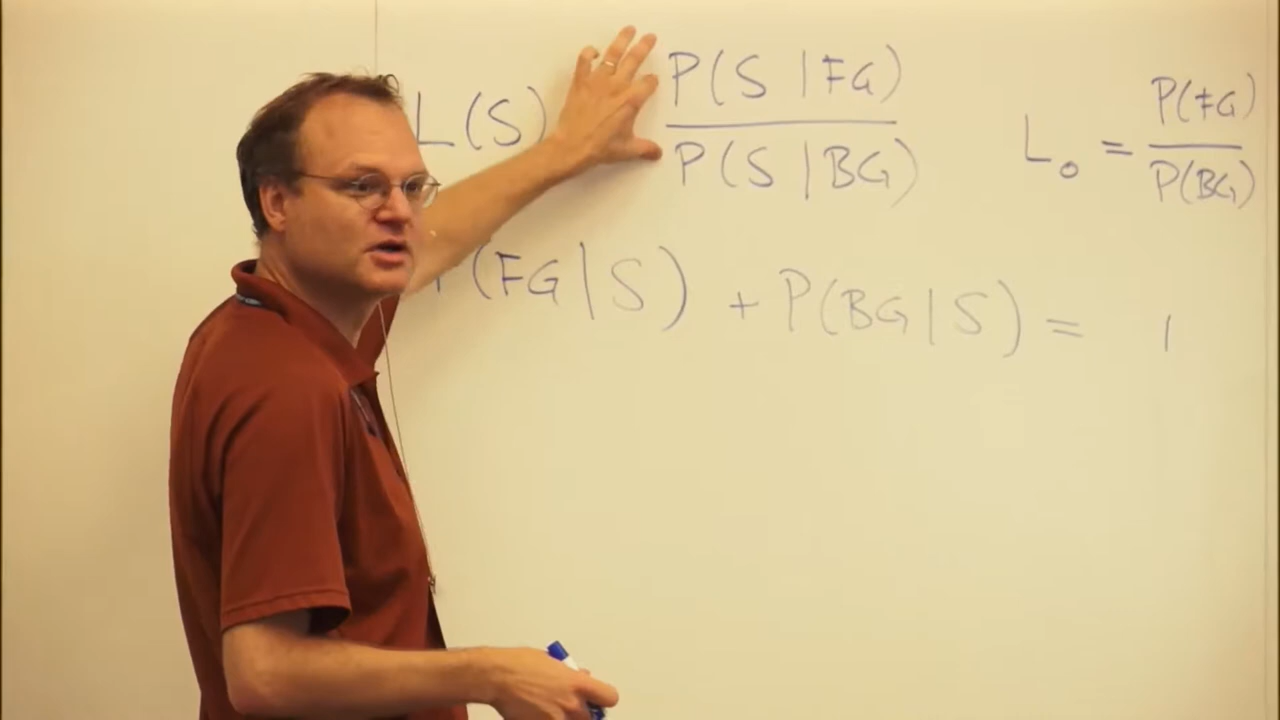 L(S) P(S | FG) / P(S | BG) L₀ = P(FG) / P(BG)
(FG | S) + P(BG | S) = 1